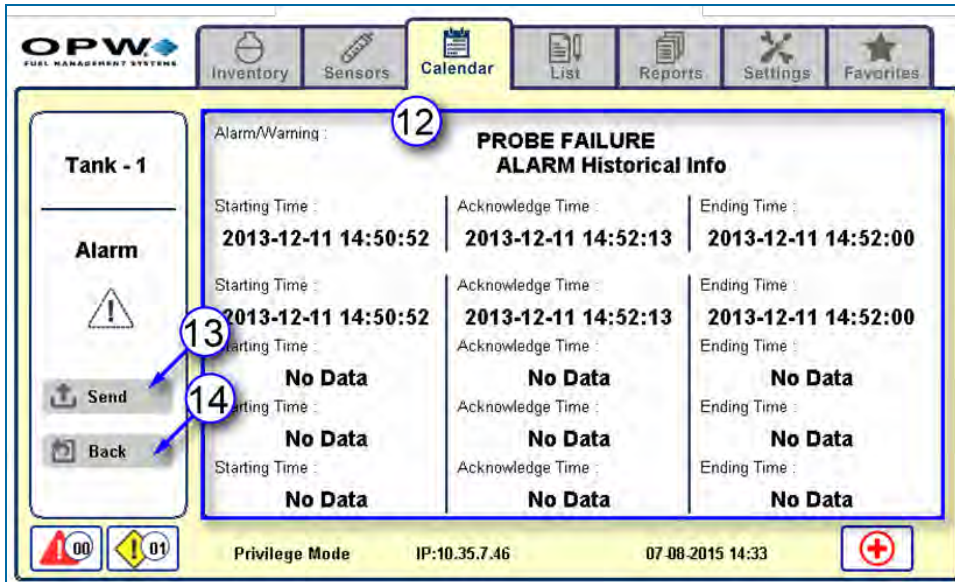 OPW
FUEL MANAGEMENT SYSTEMS
Inventory
Sensors
Calendar
List
Reports
Settings
Favorites
Tank - 1
Alarm
13
Send
14
Back
12
Alarm/Warning :
PROBE FAILURE
ALARM Historical Info
Starting Time : Acknowledge Time : Ending Time :
2013-12-11 14:50:52 2013-12-11 14:52:13 2013-12-11 14:52:00
Starting Time : Acknowledge Time : Ending Time :
2013-12-11 14:50:52 2013-12-11 14:52:13 2013-12-11 14:52:00
Starting Time : Acknowledge Time : Ending Time :
No Data No Data No Data
Starting Time : Acknowledge Time : Ending Time :
No Data No Data No Data
Starting Time : Acknowledge Time : Ending Time :
No Data No Data No Data
00 01 Privilege Mode IP:10.35.7.46 07-08-2015 14:33